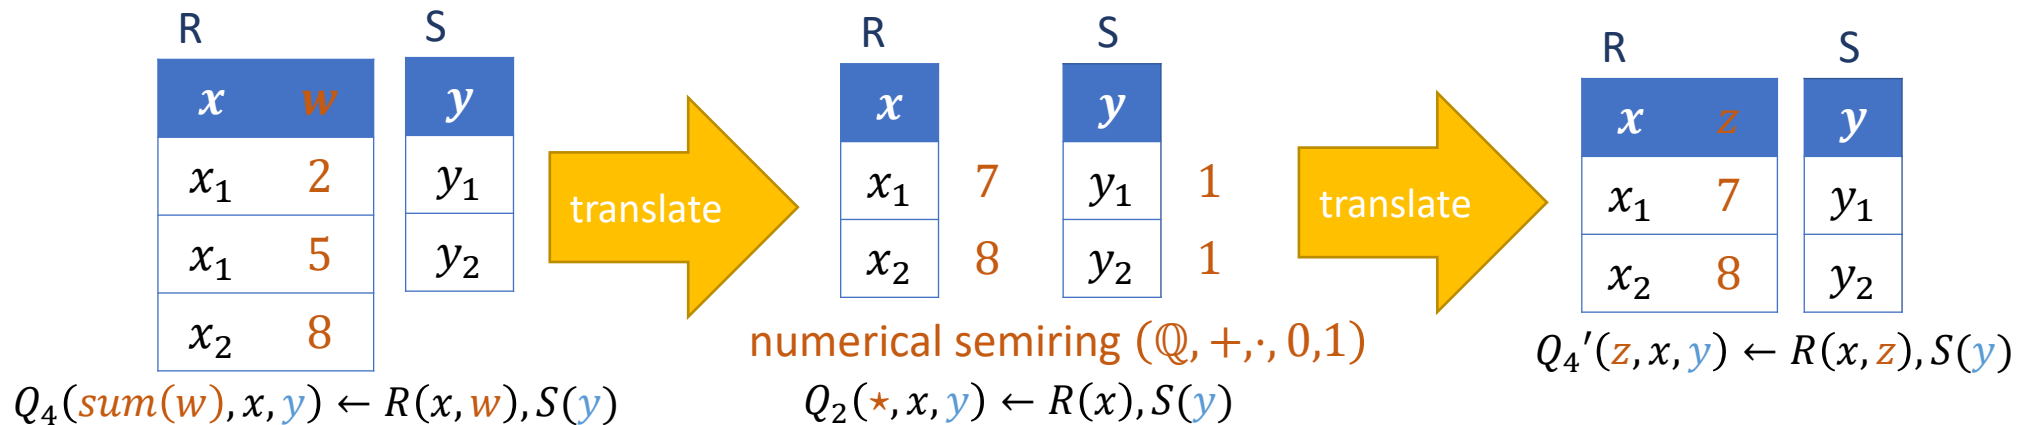 R S
x w y
x₁ 2 y₁
x₁ 5 y₂
x₂ 8
Q₄(sum(w), x, y) ← R(x, w), S(y)
translate
R S
x y
x₁ 7 y₁ 1
x₂ 8 y₂ 1
numerical semiring (ℚ, +,·, 0,1)
Q₂(⋆, x, y) ← R(x), S(y)
translate
R S
x z y
x₁ 7 y₁
x₂ 8 y₂
Q₄′(z, x, y) ← R(x, z), S(y)